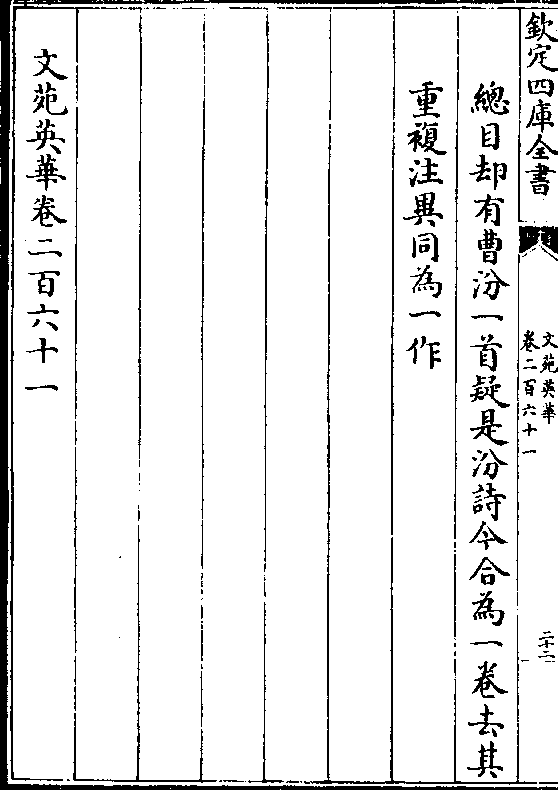 欽定四庫全書
文苑英華
卷二百六十一
二十二
總目却有曹汾一首疑是汾詩今合為一卷去其
重複注異同為一作
文苑英華卷二百六十一